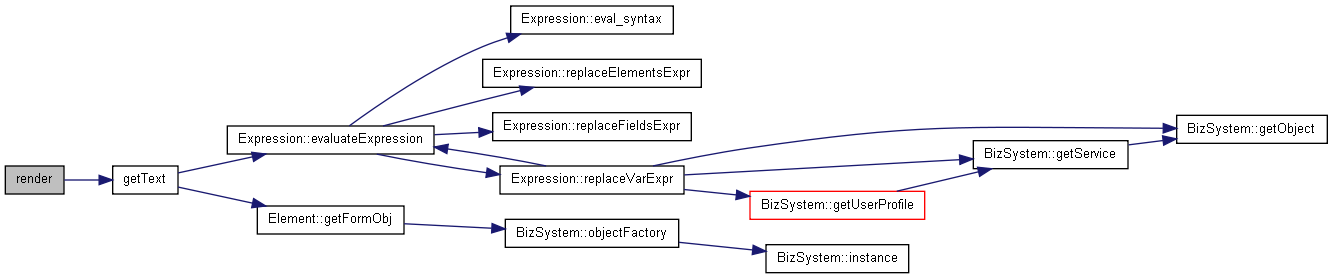 render
getText
Expression::evaluateExpression
Element::getFormObj
Expression::eval_syntax
Expression::replaceElementsExpr
Expression::replaceFieldsExpr
Expression::replaceVarExpr
BizSystem::objectFactory
BizSystem::getUserProfile
BizSystem::instance
BizSystem::getService
BizSystem::getObject